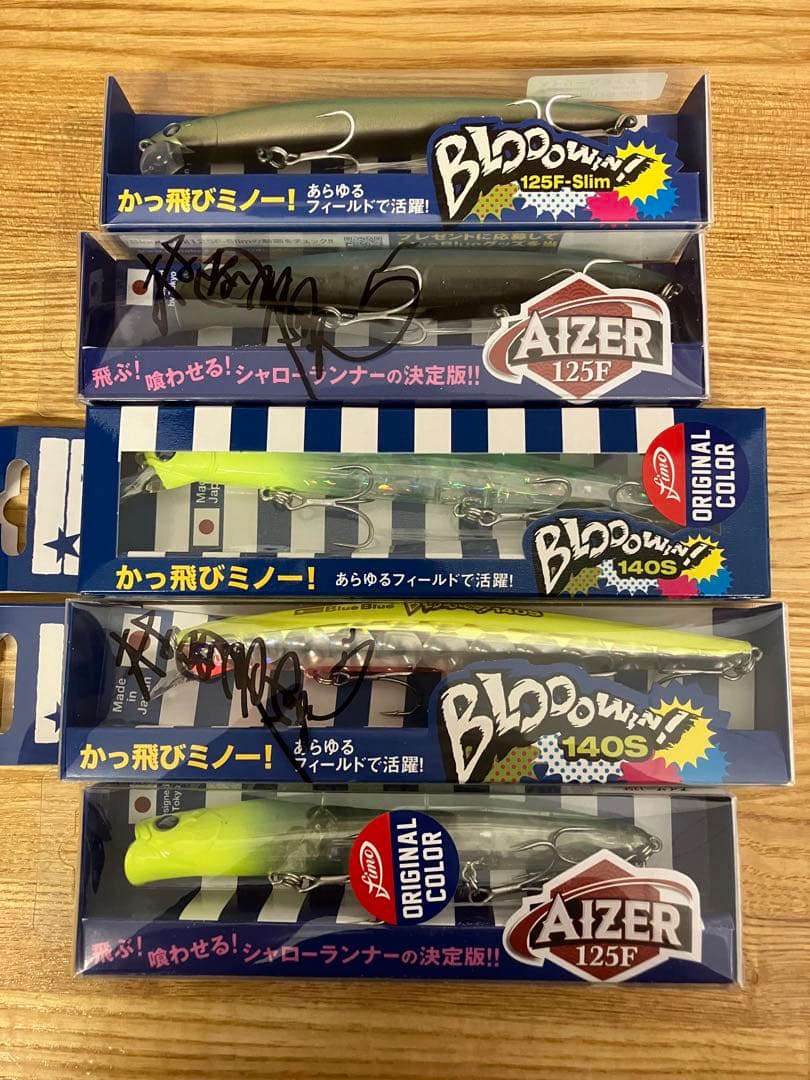 BLOOOWIN!!
125F-Slim
かっ飛びミノー!
あらゆる
フィールドで活躍!
AIZER
125F
飛ぶ! 喰わせる! シャローランナーの決定版!!
Fimo
ORIGINAL
COLOR
BLOOOWIN!
140S
かっ飛びミノー! あらゆるフィールドで活躍!
BlueBlue
Made
in
Japan
BLOOOWIN!
140S
かっ飛びミノー!
あらゆる
フィールドで活躍!
Fimo
ORIGINAL
COLOR
AIZER
125F
飛ぶ! 喰わせる! シャローランナーの決定版!!